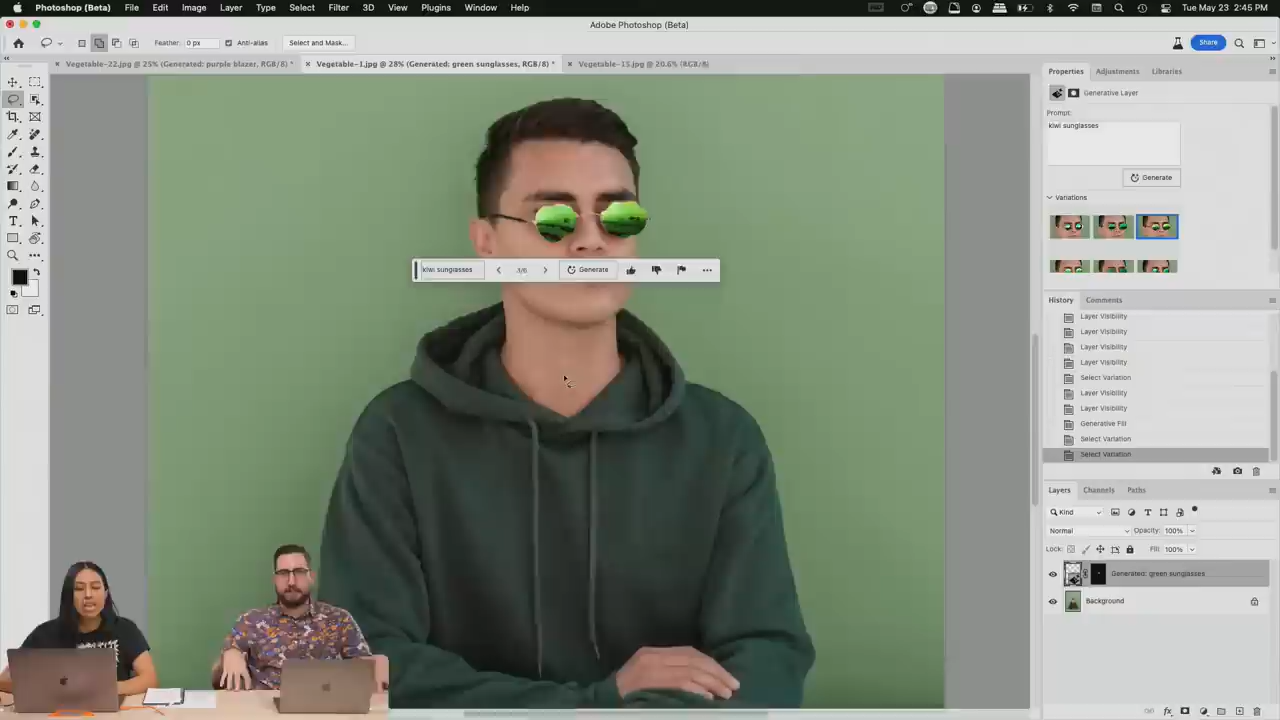 Photoshop (Beta) File Edit Image Layer Type Select Filter 3D View Plugins Window Help Tue May 23 2:45 PM
Adobe Photoshop (Beta)
Feather: 0 px Anti-alias Select and Mask... Share
Vegetable-22.jpg @ 25% (Generated: purple blazer, RGB/8) * Vegetable-1.jpg @ 28% (Generated: green sunglasses, RGB/8) * Vegetable-15.jpg @ 20.6% (RGB/8)
Properties Adjustments Libraries
Generative Layer
Prompt:
kiwi sunglasses
Generate
Variations
kiwi sunglasses 3/6 Generate
History Comments
Layer Visibility
Layer Visibility
Layer Visibility
Layer Visibility
Select Variation
Layer Visibility
Layer Visibility
Generative Fill
Select Variation
Select Variation
Layers Channels Paths
Kind
Normal Opacity: 100%
Lock: Fill: 100%
Generated: green sunglasses
Background